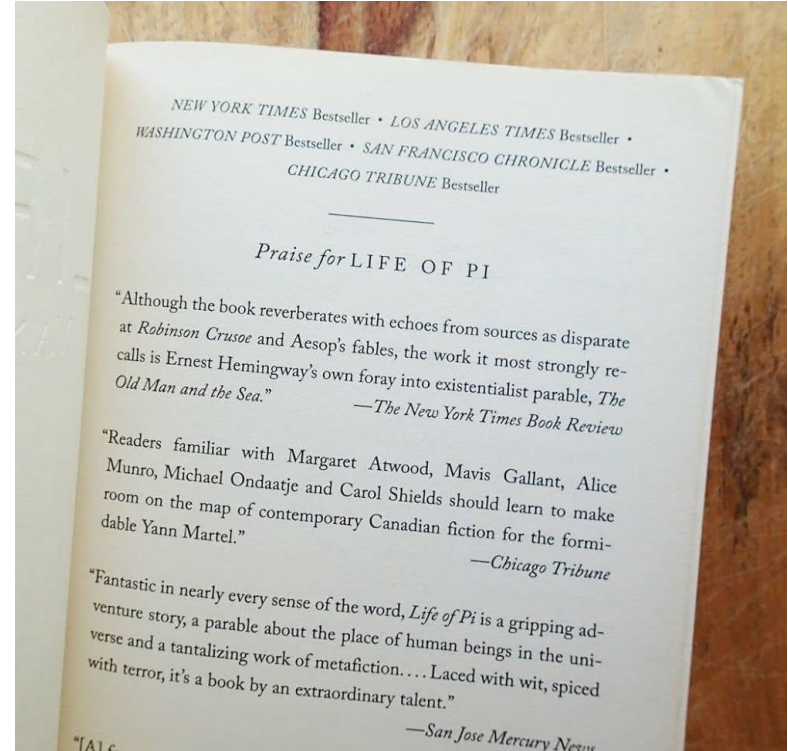 NEW YORK TIMES Bestseller • LOS ANGELES TIMES Bestseller •
WASHINGTON POST Bestseller • SAN FRANCISCO CHRONICLE Bestseller •
CHICAGO TRIBUNE Bestseller
Praise for LIFE OF PI
“Although the book reverberates with echoes from sources as disparate
at Robinson Crusoe and Aesop’s fables, the work it most strongly re-
calls is Ernest Hemingway’s own foray into existentialist parable, The
Old Man and the Sea.” —The New York Times Book Review
“Readers familiar with Margaret Atwood, Mavis Gallant, Alice
Munro, Michael Ondaatje and Carol Shields should learn to make
room on the map of contemporary Canadian fiction for the formi-
dable Yann Martel.” —Chicago Tribune
“Fantastic in nearly every sense of the word, Life of Pi is a gripping ad-
venture story, a parable about the place of human beings in the uni-
verse and a tantalizing work of metafiction. . . . Laced with wit, spiced
with terror, it’s a book by an extraordinary talent.”
—San Jose Mercury News
“[A]